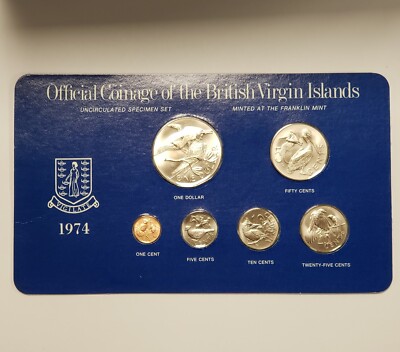 Official Coinage of the British Virgin Islands
UNCIRCULATED SPECIMEN SET MINTED AT THE FRANKLIN MINT
ONE DOLLAR
FIFTY CENTS
VIGILATE
1974
ONE CENT
FIVE CENTS
TEN CENTS
TWENTY-FIVE CENTS